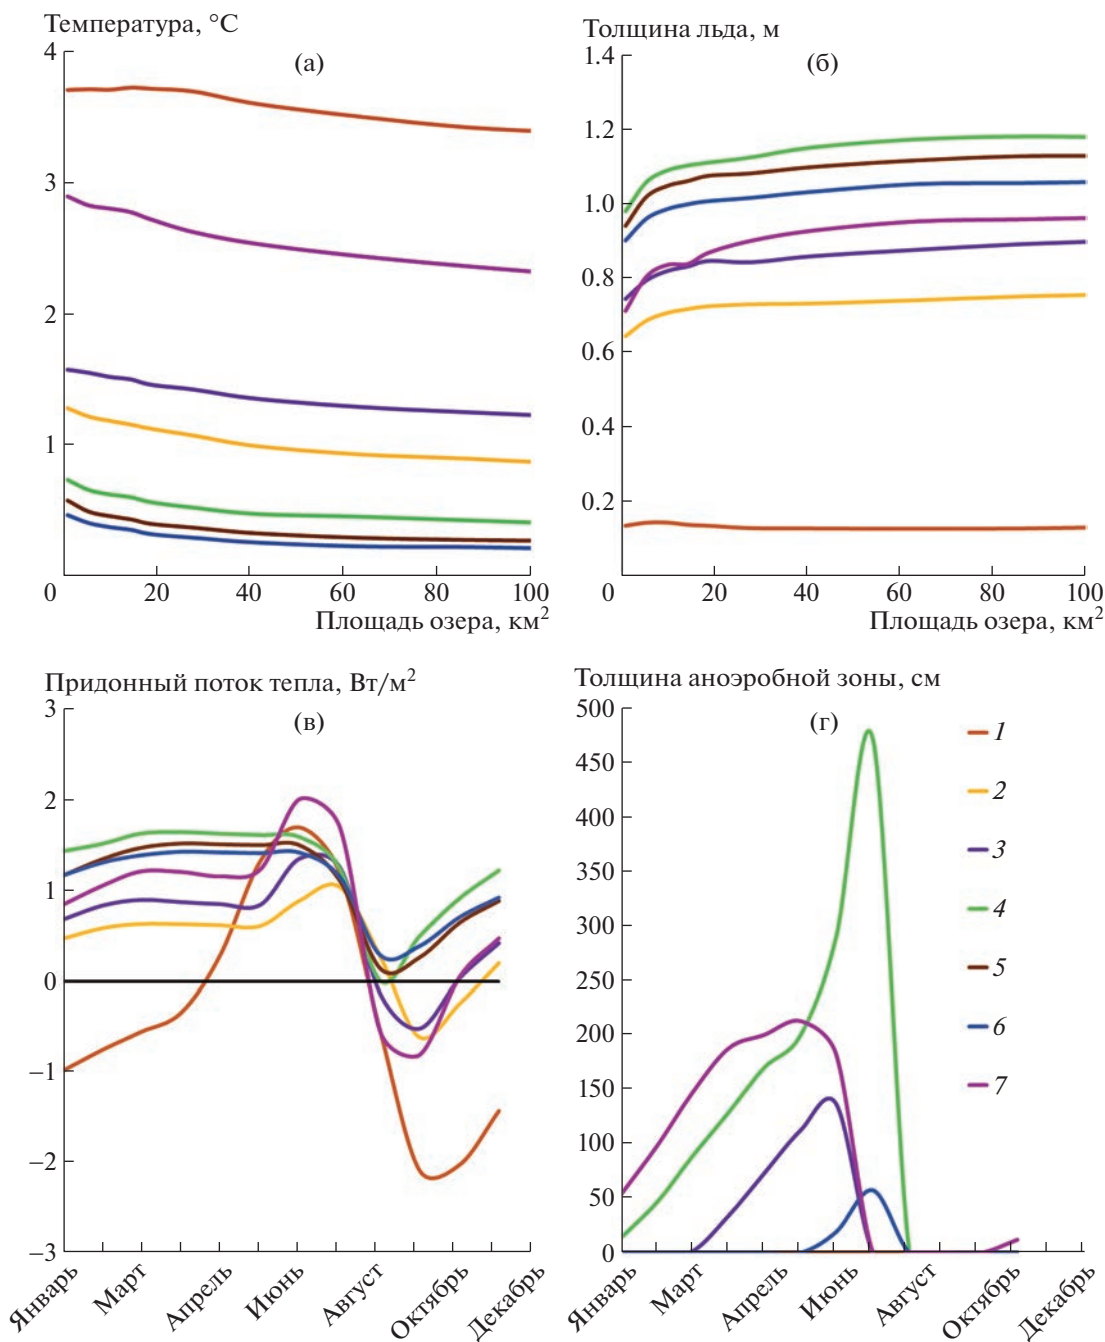 Температура, °C
(а)
4
3
2
1
0 20 40 60 80 100
Площадь озера, км²
Толщина льда, м
(б)
1.4
1.2
1.0
0.8
0.6
0.4
0.2
0 20 40 60 80 100
Площадь озера, км²
Придонный поток тепла, Вт/м²
(в)
3
2
1
0
−1
−2
−3
Январь
Март
Апрель
Июнь
Август
Октябрь
Декабрь
Толщина аноэробной зоны, см
(г)
500
450
400
350
300
250
200
150
100
50
0
Январь
Март
Апрель
Июнь
Август
Октябрь
Декабрь
1
2
3
4
5
6
7